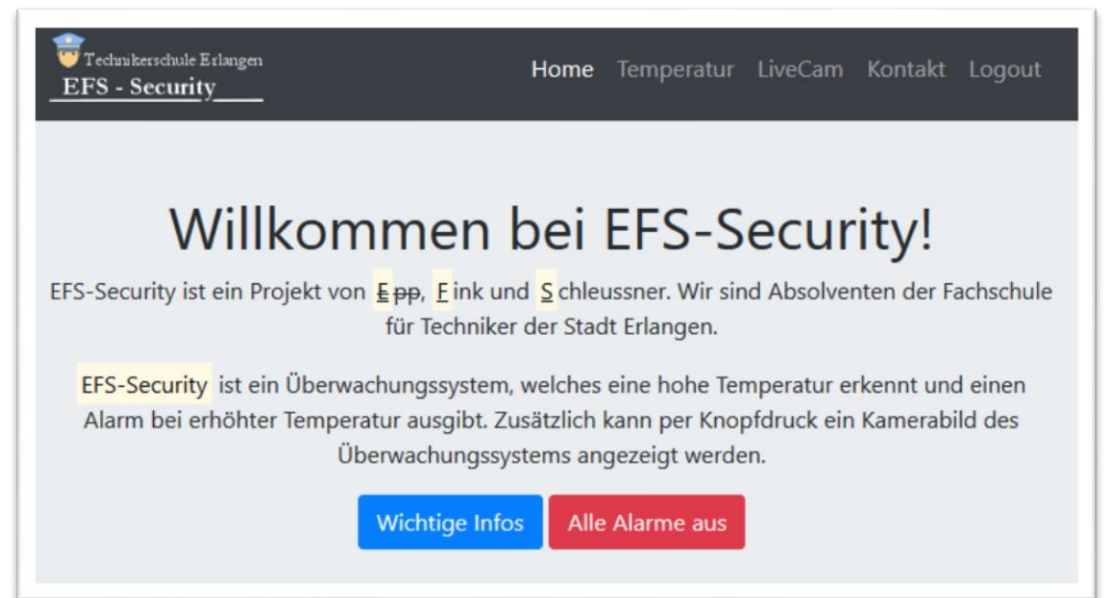 Technikerschule Erlangen
EFS - Security
Home Temperatur LiveCam Kontakt Logout
Willkommen bei EFS-Security!
EFS-Security ist ein Projekt von Epp, Fink und Schleussner. Wir sind Absolventen der Fachschule
für Techniker der Stadt Erlangen.
EFS-Security ist ein Überwachungssystem, welches eine hohe Temperatur erkennt und einen
Alarm bei erhöhter Temperatur ausgibt. Zusätzlich kann per Knopfdruck ein Kamerabild des
Überwachungssystems angezeigt werden.
Wichtige Infos Alle Alarme aus